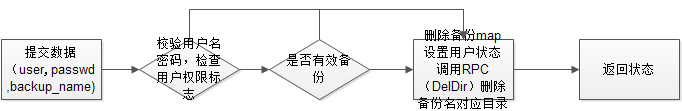 提交数据
（user, passwd
,backup_name)
校验用户名
密码，检查
用户权限标
志
是否有效备
份
删除备份map
设置用户状态
调用RPC
（DelDir）删除
备份名对应目录
返回状态